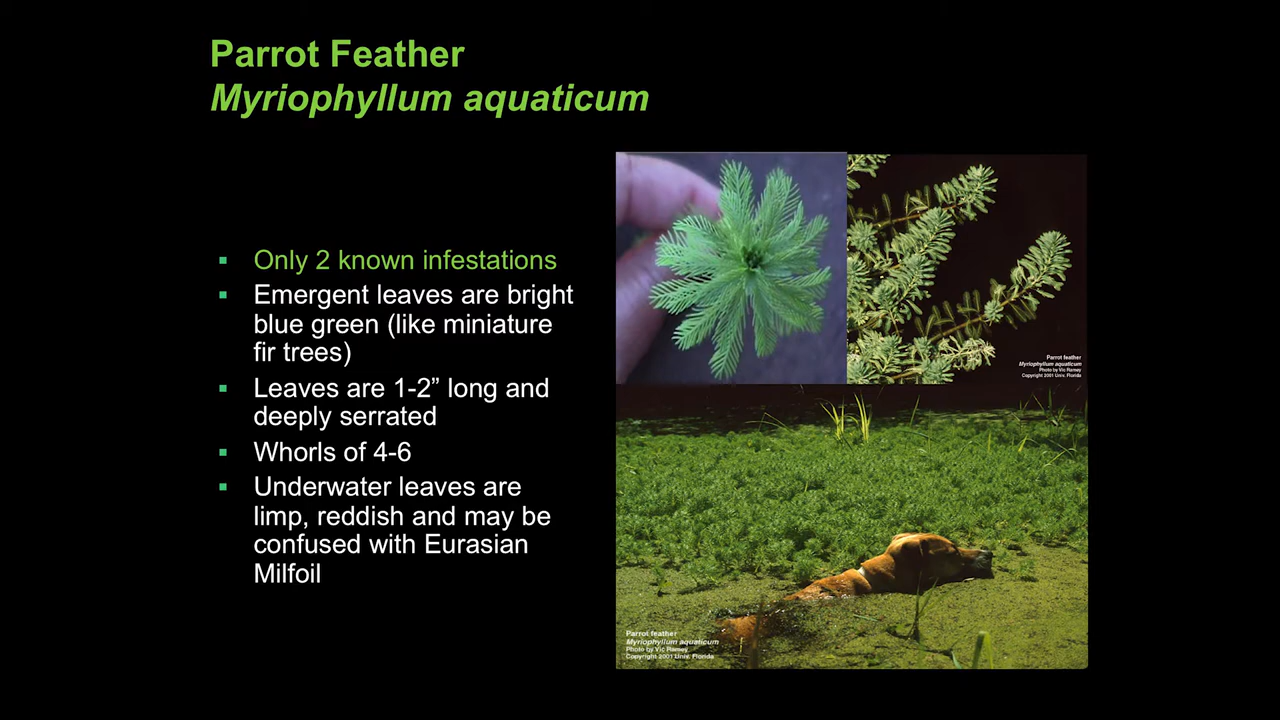 Parrot Feather
Myriophyllum aquaticum
Only 2 known infestations
Emergent leaves are bright
blue green (like miniature
fir trees)
Leaves are 1-2” long and
deeply serrated
Whorls of 4-6
Underwater leaves are
limp, reddish and may be
confused with Eurasian
Milfoil
Parrot feather
Myriophyllum aquaticum
Photo by Vic Ramey
Copyright 2001 Univ. Florida
Parrot feather
Myriophyllum aquaticum
Photo by Vic Ramey
Copyright 2001 Univ. Florida